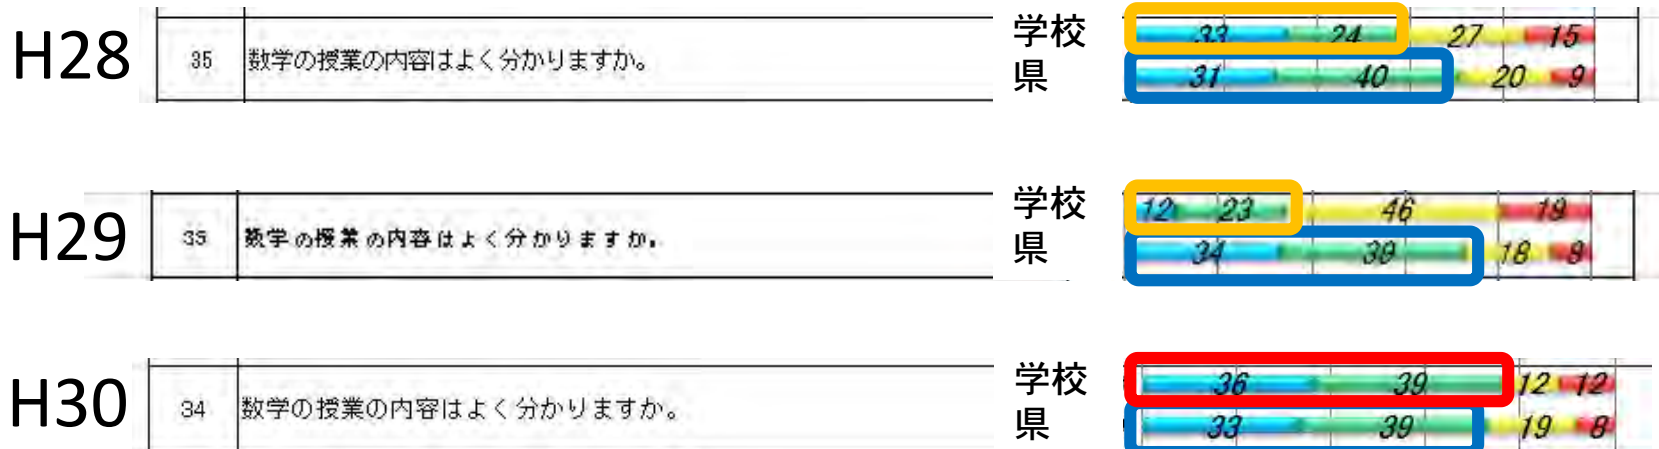 H28 35 数学の授業の内容はよく分かりますか。 学校 33 24 27 15
県 31 40 20 9
H29 35 数学の授業の内容はよく分かりますか。 学校 12 23 46 19
県 34 39 18 9
H30 34 数学の授業の内容はよく分かりますか。 学校 36 39 12 12
県 33 39 19 8